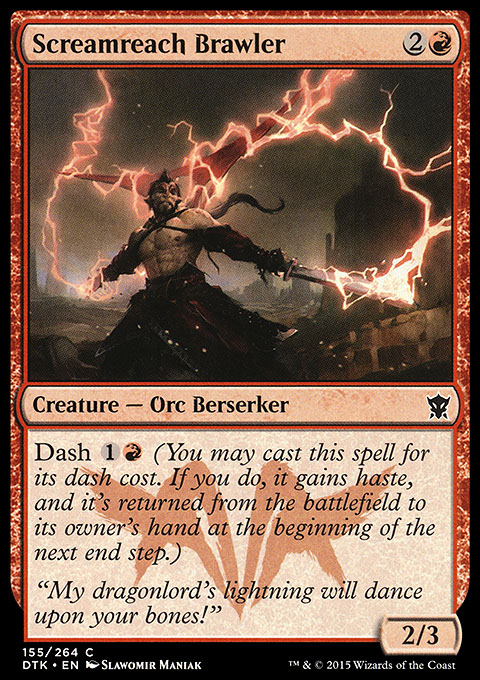 Screamreach Brawler 2
Creature — Orc Berserker
Dash 1 (You may cast this spell for
its dash cost. If you do, it gains haste,
and it's returned from the battlefield to
its owner's hand at the beginning of the
next end step.)
“My dragonlord's lightning will dance
upon your bones!”
2/3
155/264 C
DTK • EN Slawomir Maniak
™ & © 2015 Wizards of the Coast